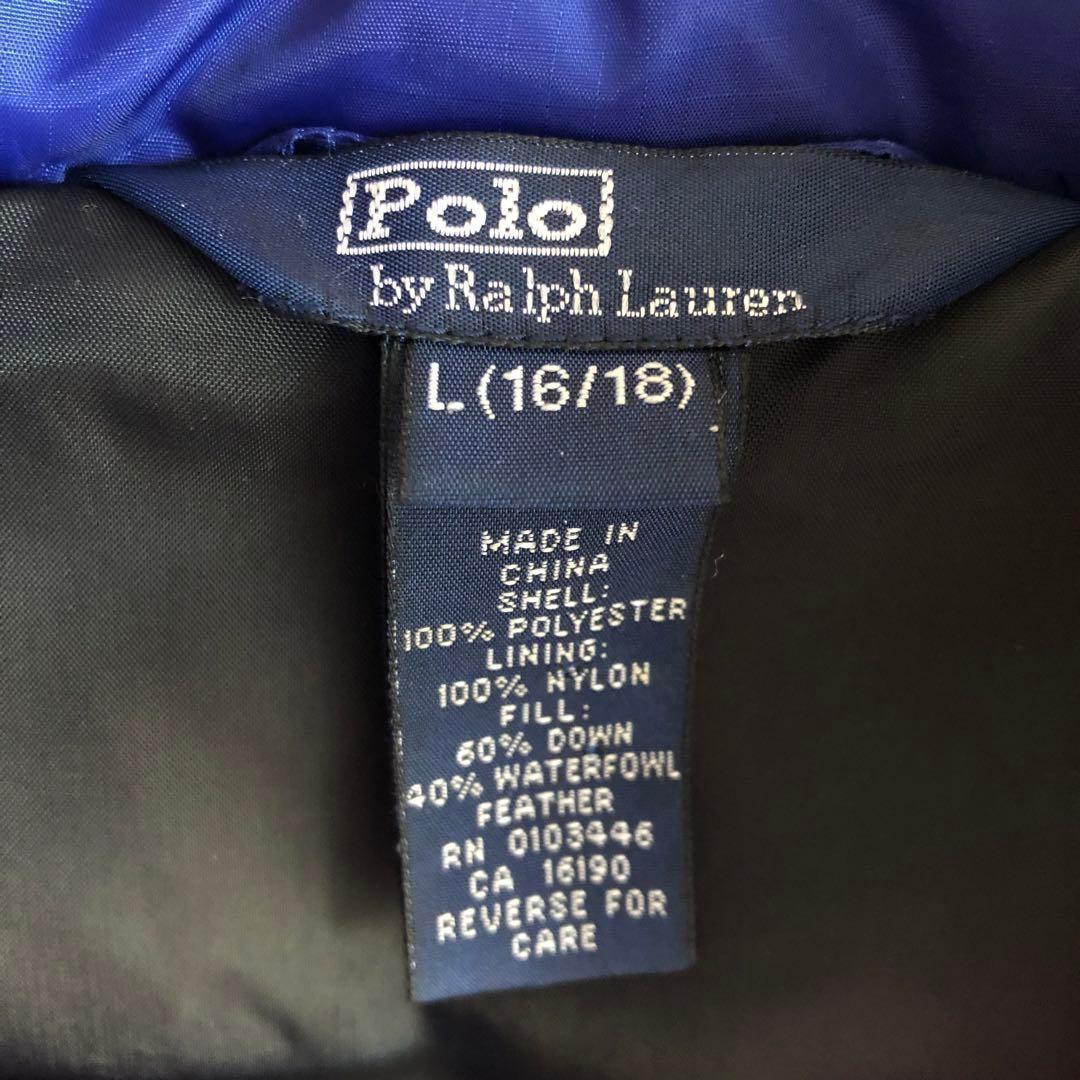 Polo
by Ralph Lauren
L (16/18)
MADE IN
CHINA
SHELL:
100% POLYESTER
LINING:
100% NYLON
FILL:
60% DOWN
40% WATERFOWL
FEATHER
RN 0103446
CA 16190
REVERSE FOR
CARE